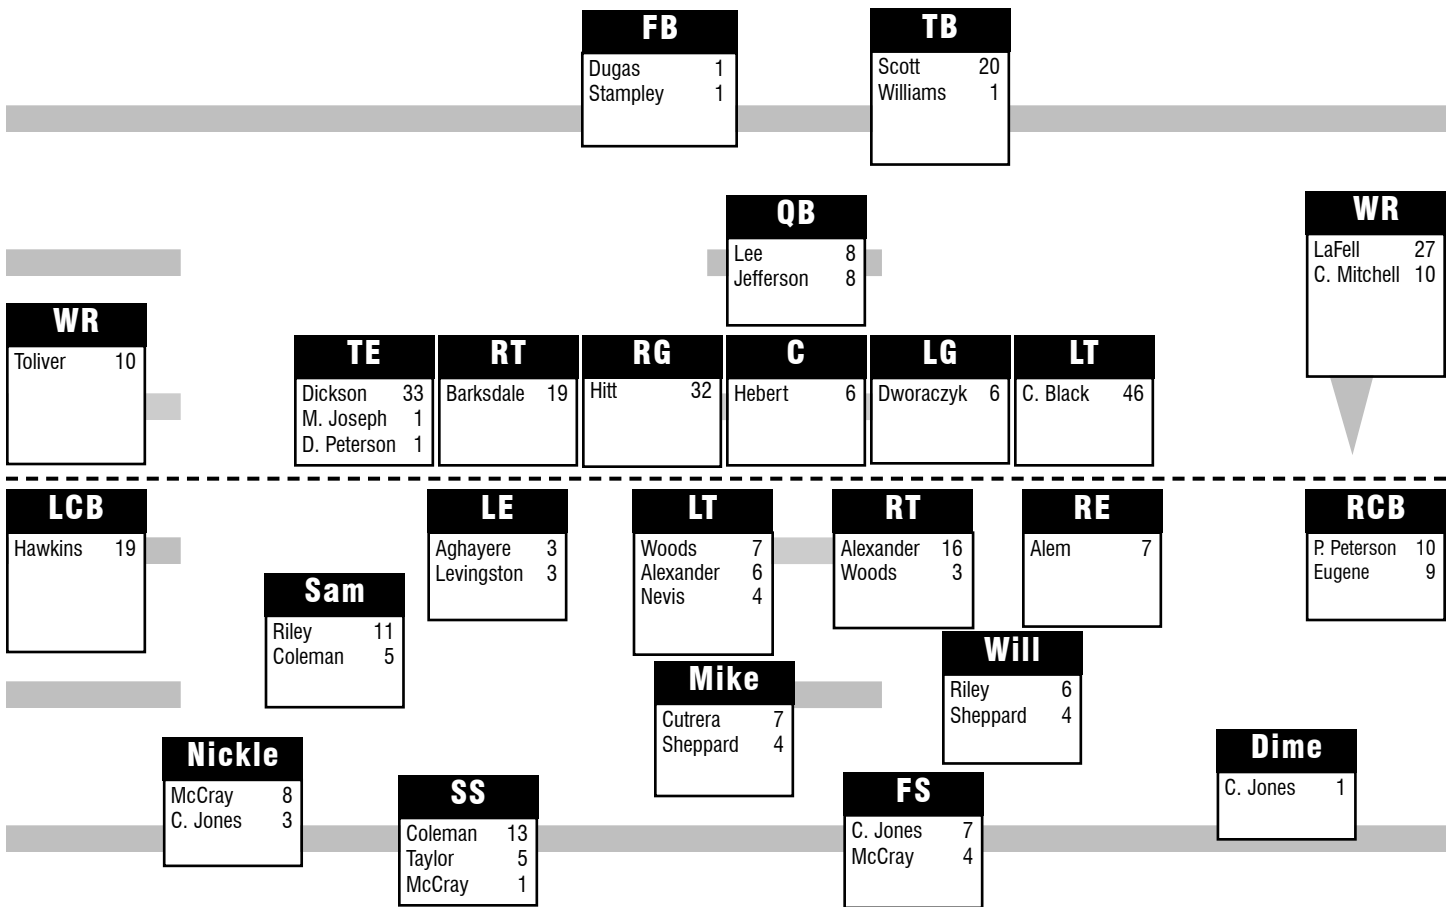 FB
Dugas 1
Stampley 1
TB
Scott 20
Williams 1
QB
Lee 8
Jefferson 8
WR
LaFell 27
C. Mitchell 10
WR
Toliver 10
TE
Dickson 33
M. Joseph 1
D. Peterson 1
RT
Barksdale 19
RG
Hitt 32
C
Hebert 6
LG
Dworaczyk 6
LT
C. Black 46
LCB
Hawkins 19
Sam
Riley 11
Coleman 5
LE
Aghayere 3
Levingston 3
LT
Woods 7
Alexander 6
Nevis 4
RT
Alexander 16
Woods 3
RE
Alem 7
RCB
P. Peterson 10
Eugene 9
Mike
Cutrera 7
Sheppard 4
Will
Riley 6
Sheppard 4
Nickle
McCray 8
C. Jones 3
SS
Coleman 13
Taylor 5
McCray 1
FS
C. Jones 7
McCray 4
Dime
C. Jones 1